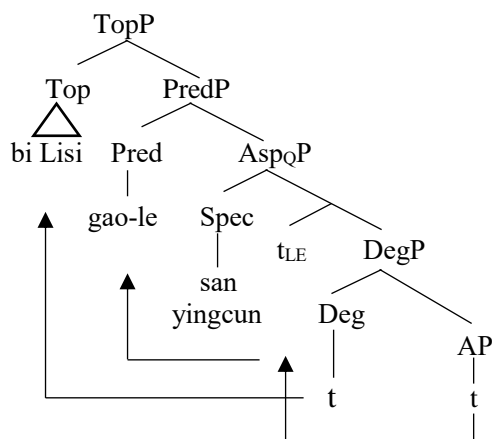 TopP
Top PredP
bi Lisi Pred AspQP
gao-le Spec tLE DegP
san
yingcun Deg AP
t t